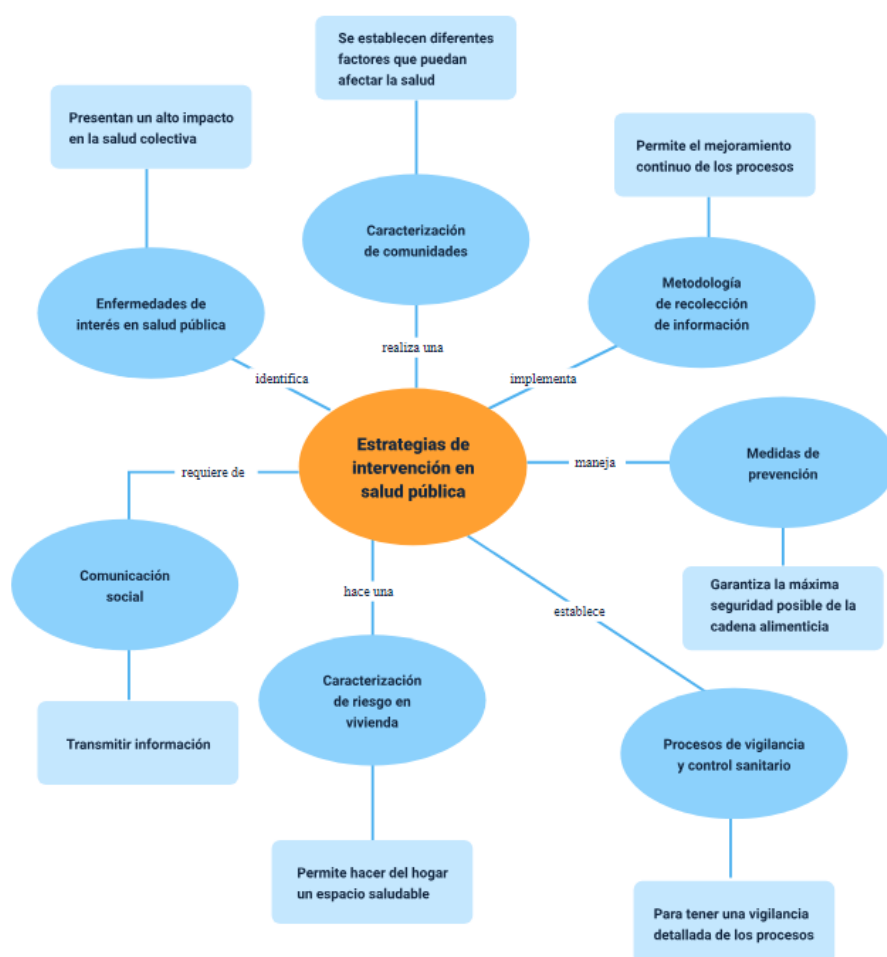 Se establecen diferentes
factores que puedan
afectar la salud
Presentan un alto impacto
en la salud colectiva
Permite el mejoramiento
continuo de los procesos
Caracterización
de comunidades
Enfermedades de
interés en salud pública
Metodología
de recolección
de información
realiza una
identifica
implementa
Estrategias de
intervención en
salud pública
maneja
Medidas de
prevención
requiere de
Comunicación
social
hace una
establece
Garantiza la máxima
seguridad posible de la
cadena alimenticia
Caracterización
de riesgo en
vivienda
Transmitir información
Procesos de vigilancia
y control sanitario
Permite hacer del hogar
un espacio saludable
Para tener una vigilancia
detallada de los procesos